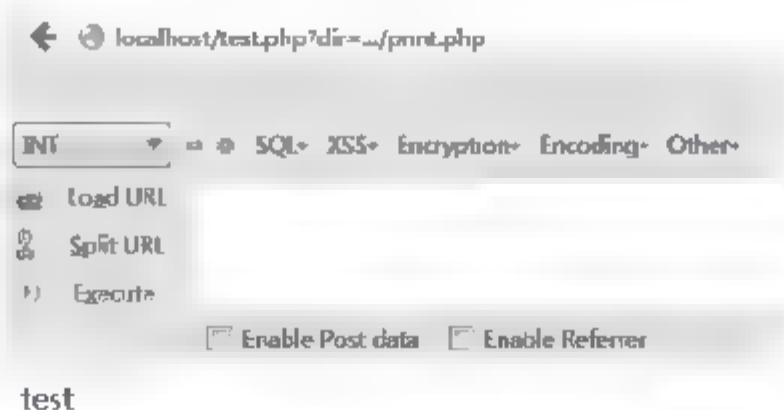 localhost/test.php?dir=../print.php
INT SQL XSS Encryption Encoding Other
Load URL
Split URL
Execute
Enable Post data Enable Referrer
test